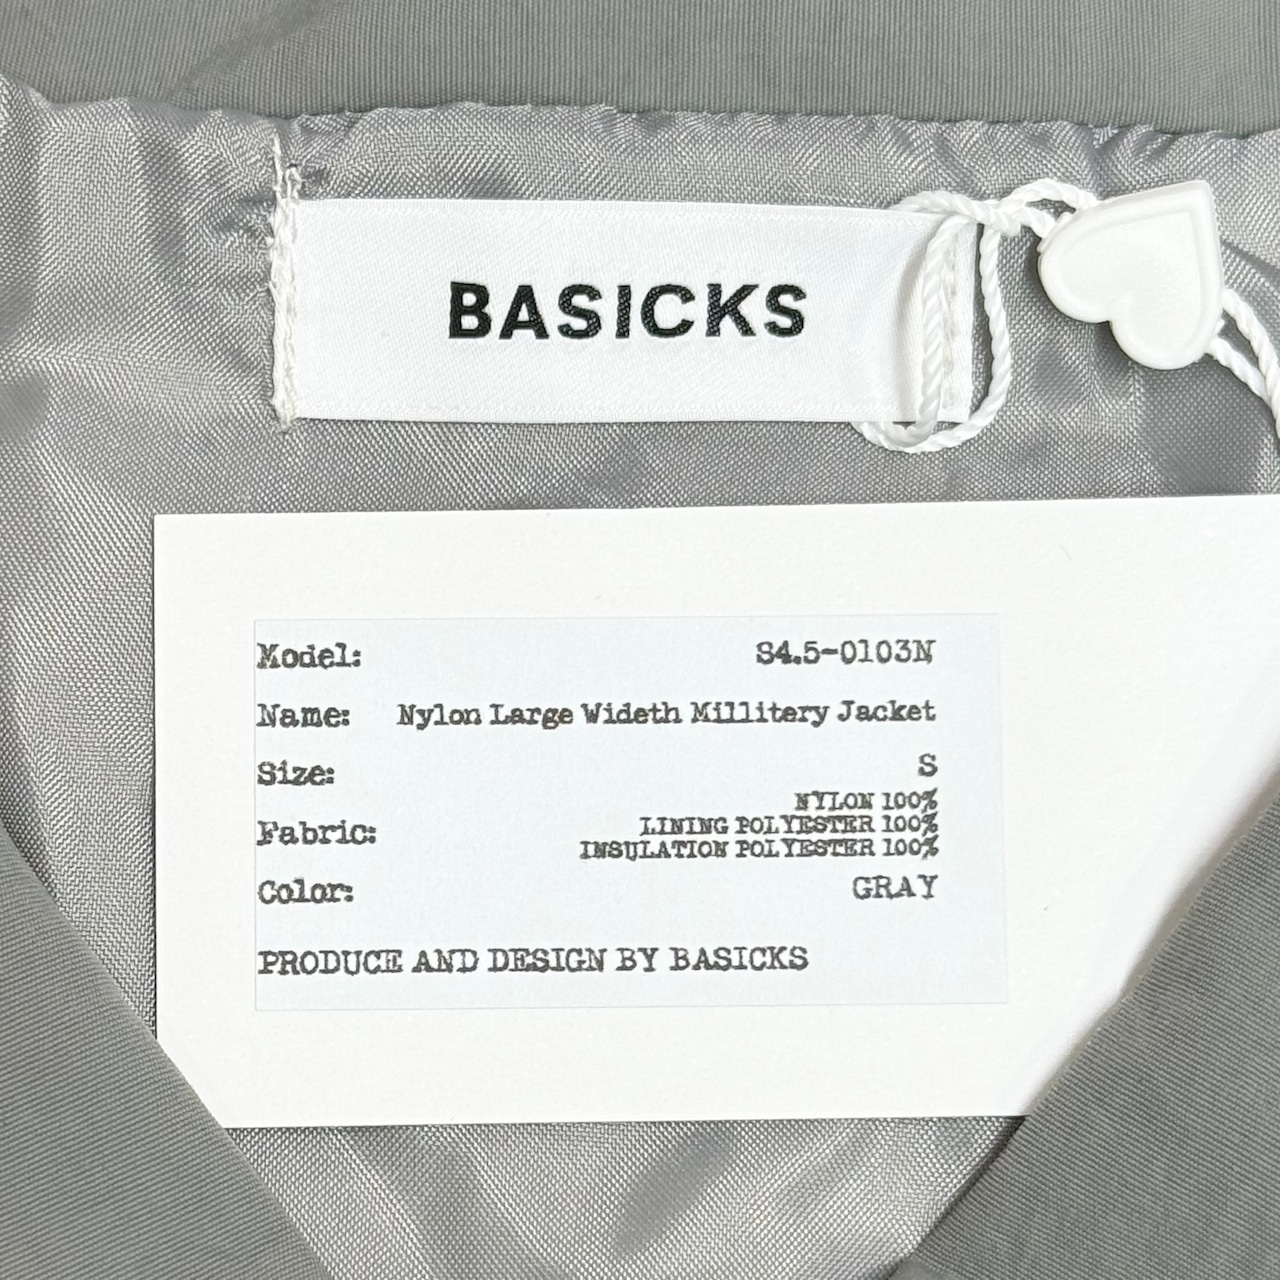 BASICKS
Model: S4.5-0103N
Name: Nylon Large Wideth Millitery Jacket
Size: S
Fabric: NYLON 100%
LINING POLYESTER 100%
INSULATION POLYESTER 100%
Color: GRAY
PRODUCE AND DESIGN BY BASICKS